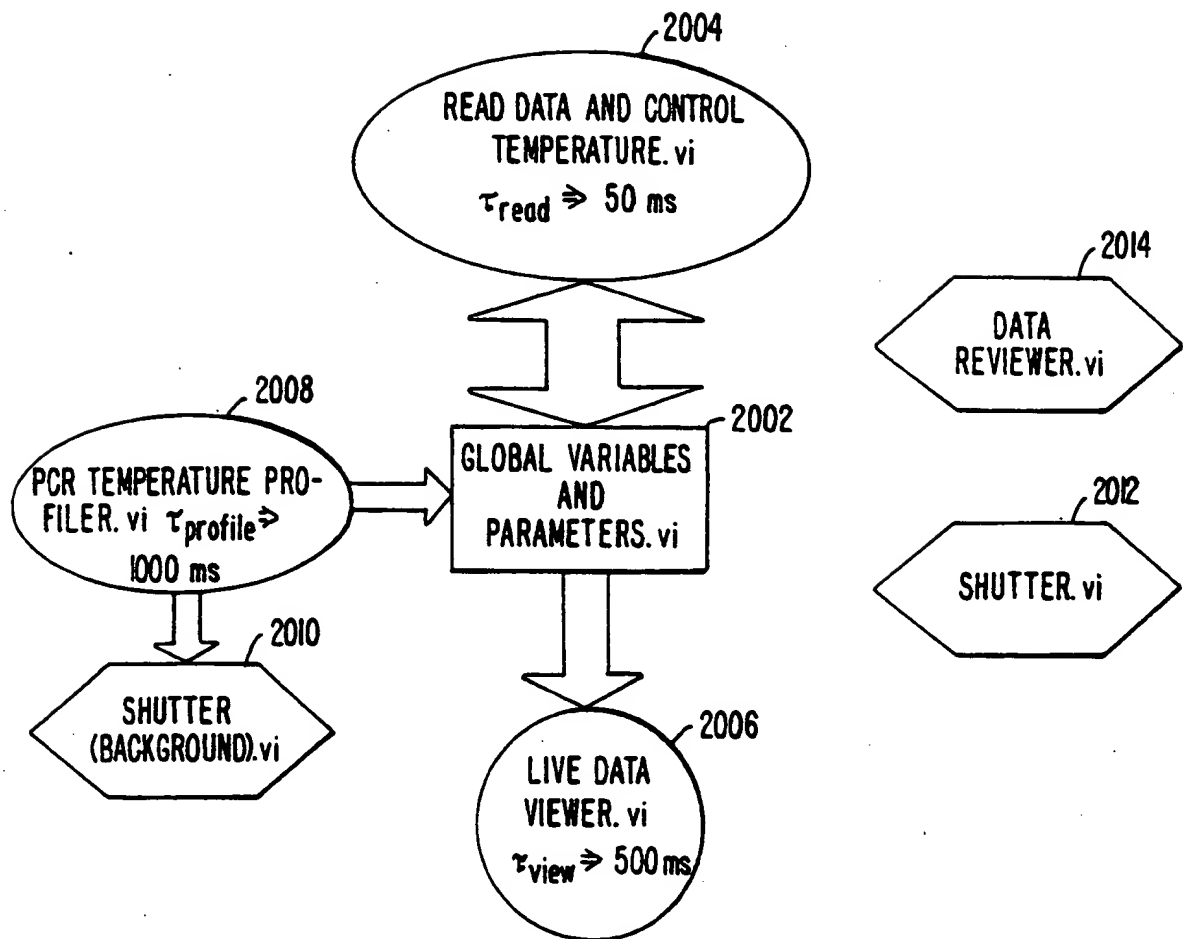 2004
READ DATA AND CONTROL
TEMPERATURE. vi
τread ⩾ 50 ms
2014
DATA
REVIEWER. vi
2008
PCR TEMPERATURE PRO-
FILER. vi τprofile ⩾
1000 ms
2002
GLOBAL VARIABLES
AND
PARAMETERS. vi
2012
SHUTTER. vi
2010
SHUTTER
(BACKGROUND). vi
2006
LIVE DATA
VIEWER. vi
τview ⩾ 500 ms